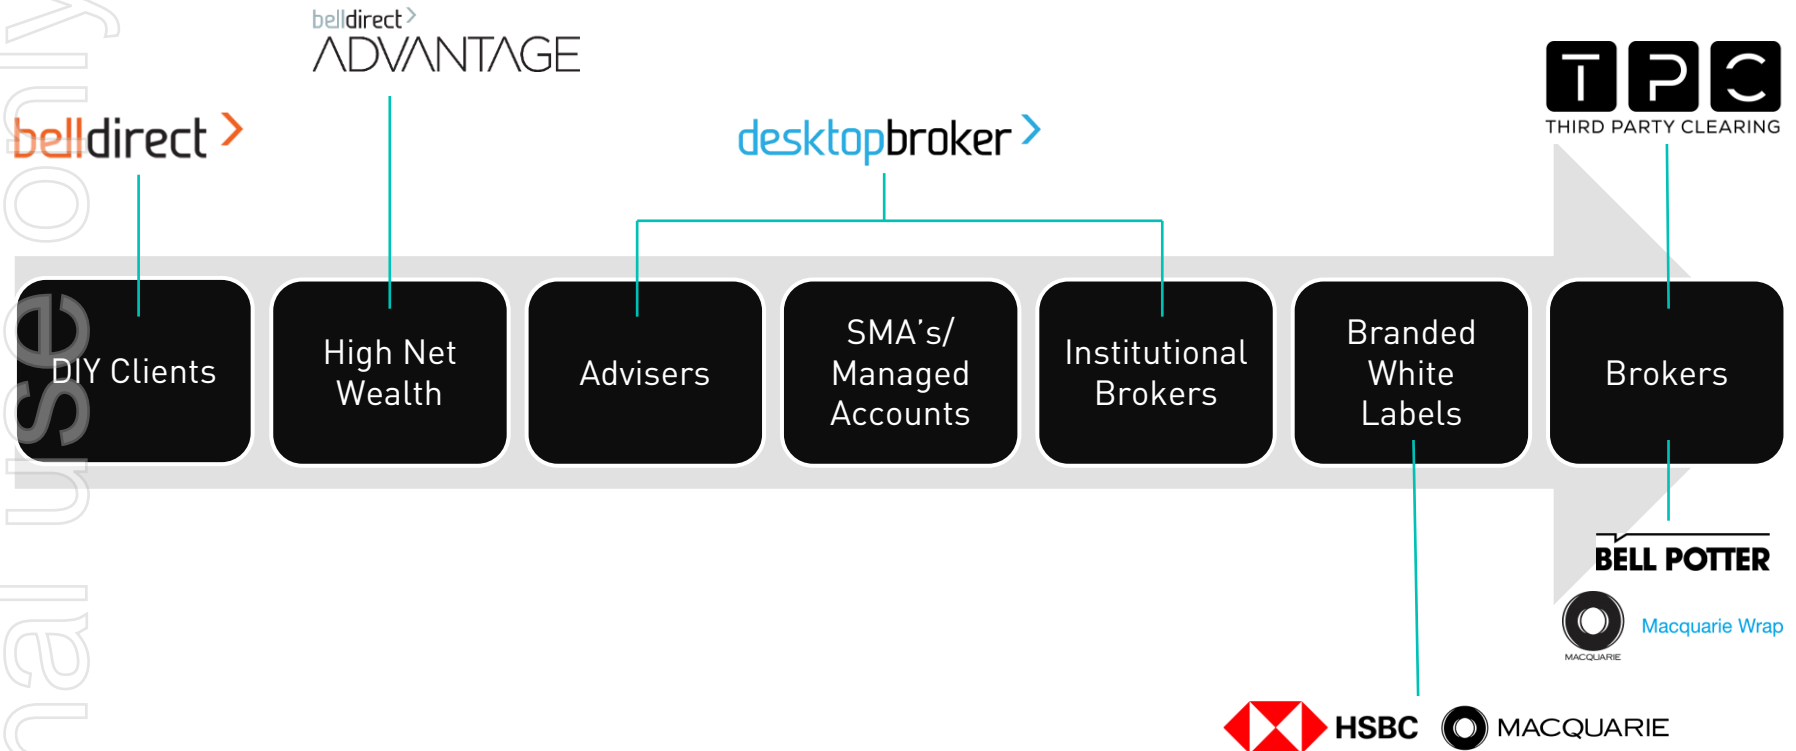 belldirect
ADVANTAGE
belldirect
desktopbroker
TPC
THIRD PARTY CLEARING
DIY Clients
High Net
Wealth
Advisers
SMA's/
Managed
Accounts
Institutional
Brokers
Branded
White
Labels
Brokers
BELL POTTER
MACQUARIE
Macquarie Wrap
HSBC
MACQUARIE
nal use only